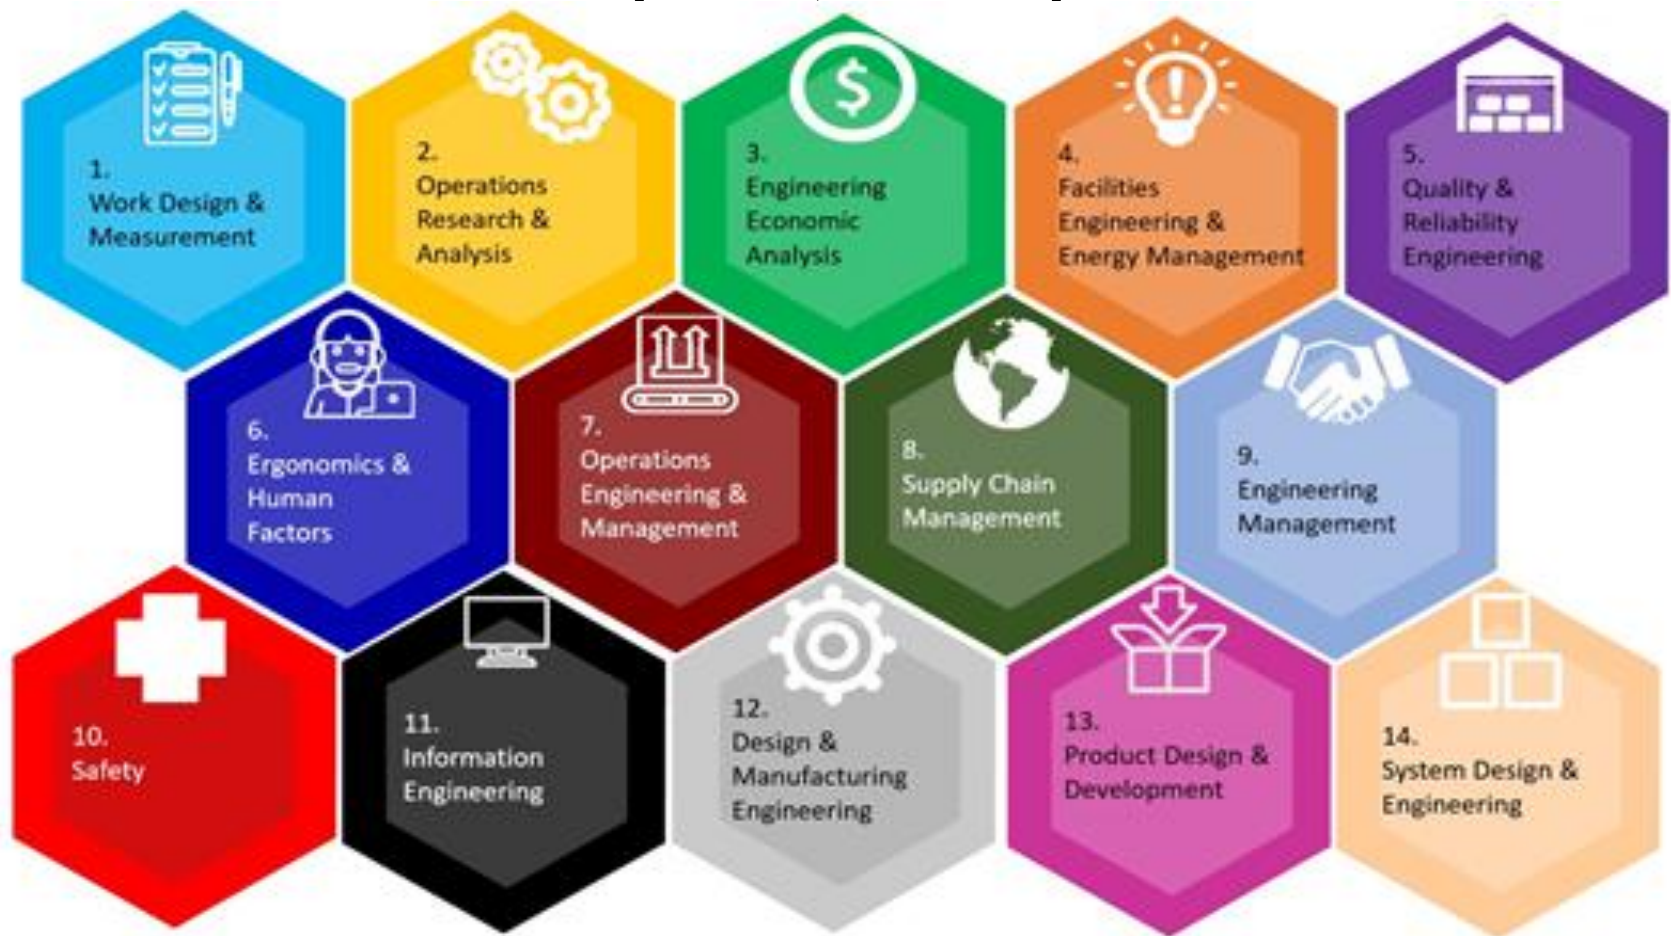 1.
Work Design &
Measurement
2.
Operations
Research &
Analysis
3.
Engineering
Economic
Analysis
4.
Facilities
Engineering &
Energy Management
5.
Quality &
Reliability
Engineering
6.
Ergonomics &
Human
Factors
7.
Operations
Engineering &
Management
8.
Supply Chain
Management
9.
Engineering
Management
10.
Safety
11.
Information
Engineering
12.
Design &
Manufacturing
Engineering
13.
Product Design &
Development
14.
System Design &
Engineering